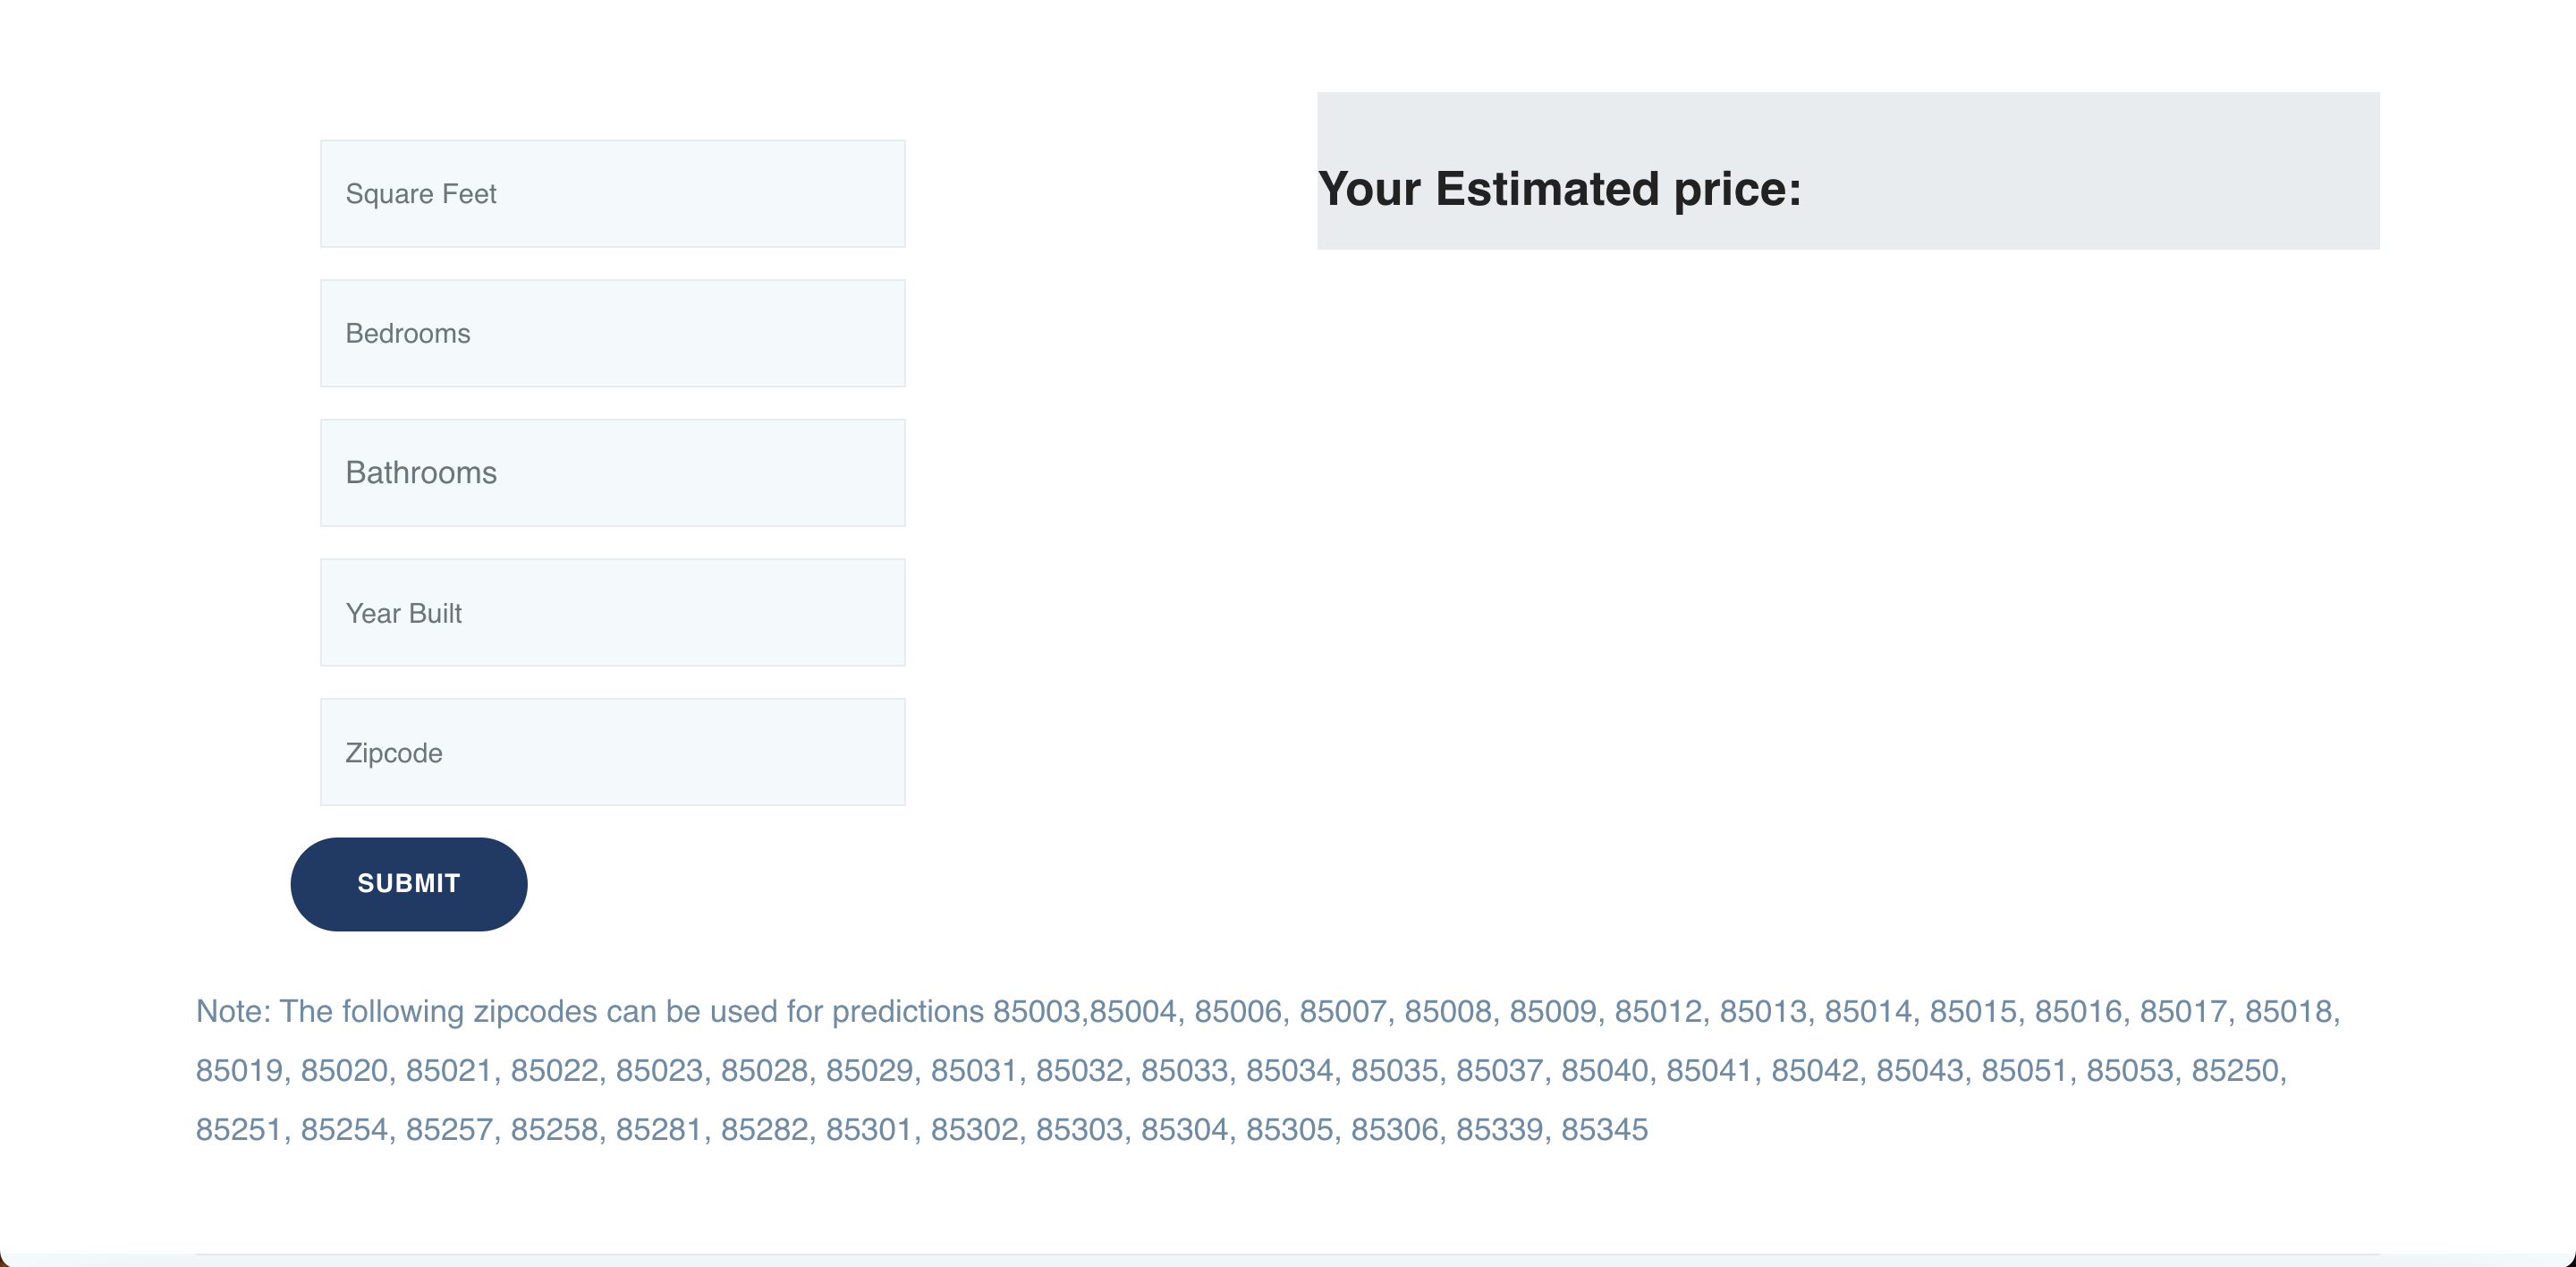 Square Feet
Bedrooms
Bathrooms
Year Built
Zipcode
SUBMIT
Your Estimated price:
Note: The following zipcodes can be used for predictions 85003,85004, 85006, 85007, 85008, 85009, 85012, 85013, 85014, 85015, 85016, 85017, 85018,
85019, 85020, 85021, 85022, 85023, 85028, 85029, 85031, 85032, 85033, 85034, 85035, 85037, 85040, 85041, 85042, 85043, 85051, 85053, 85250,
85251, 85254, 85257, 85258, 85281, 85282, 85301, 85302, 85303, 85304, 85305, 85306, 85339, 85345